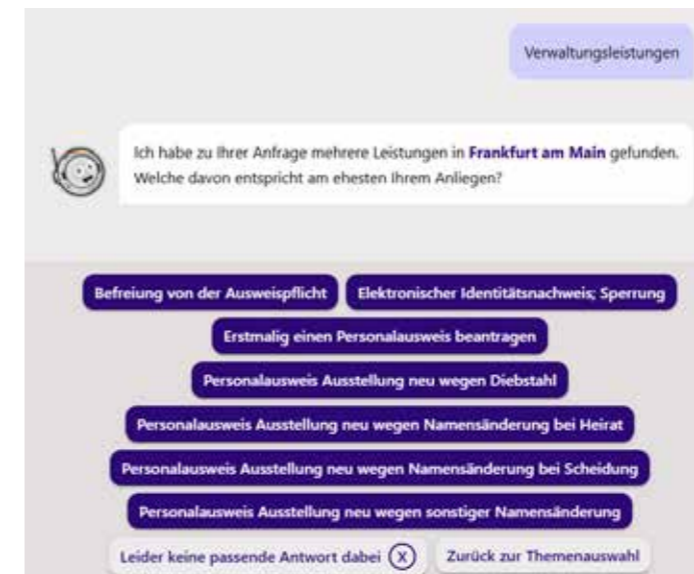 Verwaltungsleistungen
Ich habe zu Ihrer Anfrage mehrere Leistungen in Frankfurt am Main gefunden.
Welche davon entspricht am ehesten Ihrem Anliegen?
Befreiung von der Ausweispflicht
Elektronischer Identitätsnachweis; Sperrung
Erstmalig einen Personalausweis beantragen
Personalausweis Ausstellung neu wegen Diebstahl
Personalausweis Ausstellung neu wegen Namensänderung bei Heirat
Personalausweis Ausstellung neu wegen Namensänderung bei Scheidung
Personalausweis Ausstellung neu wegen sonstiger Namensänderung
Leider keine passende Antwort dabei X
Zurück zur Themenauswahl